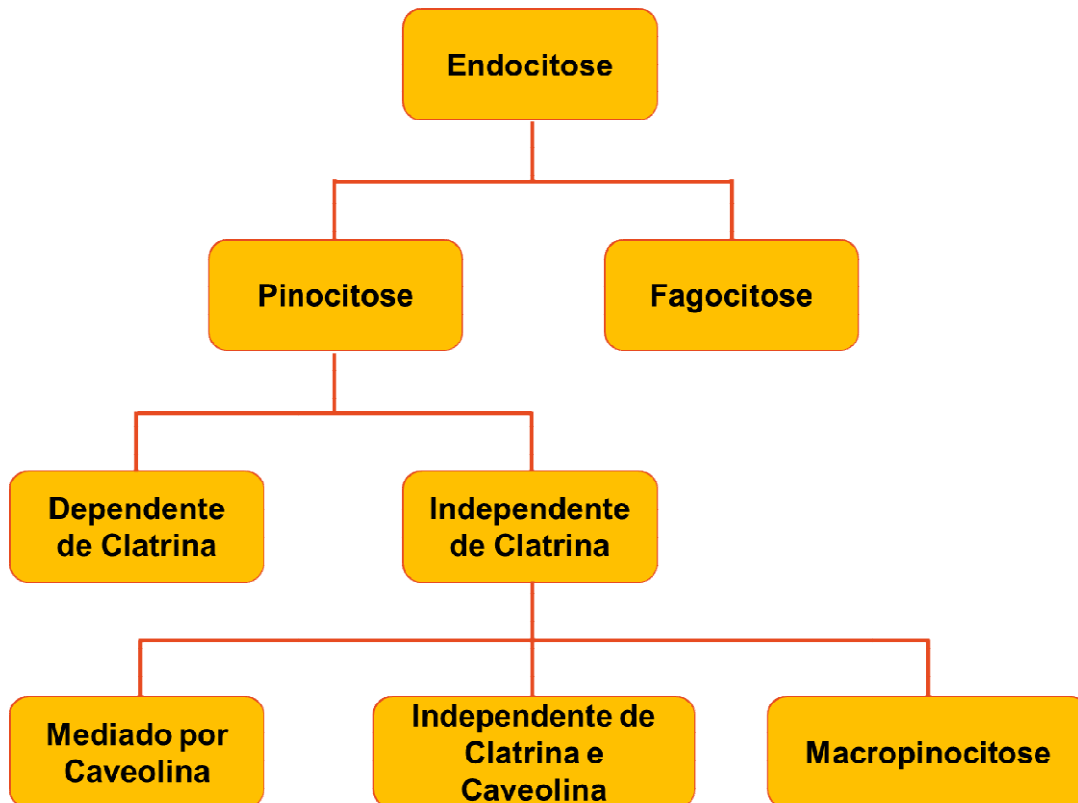 Endocitose
Pinocitose
Fagocitose
Dependente
de Clatrina
Independente
de Clatrina
Mediado por
Caveolina
Independente de
Clatrina e
Caveolina
Macropinocitose